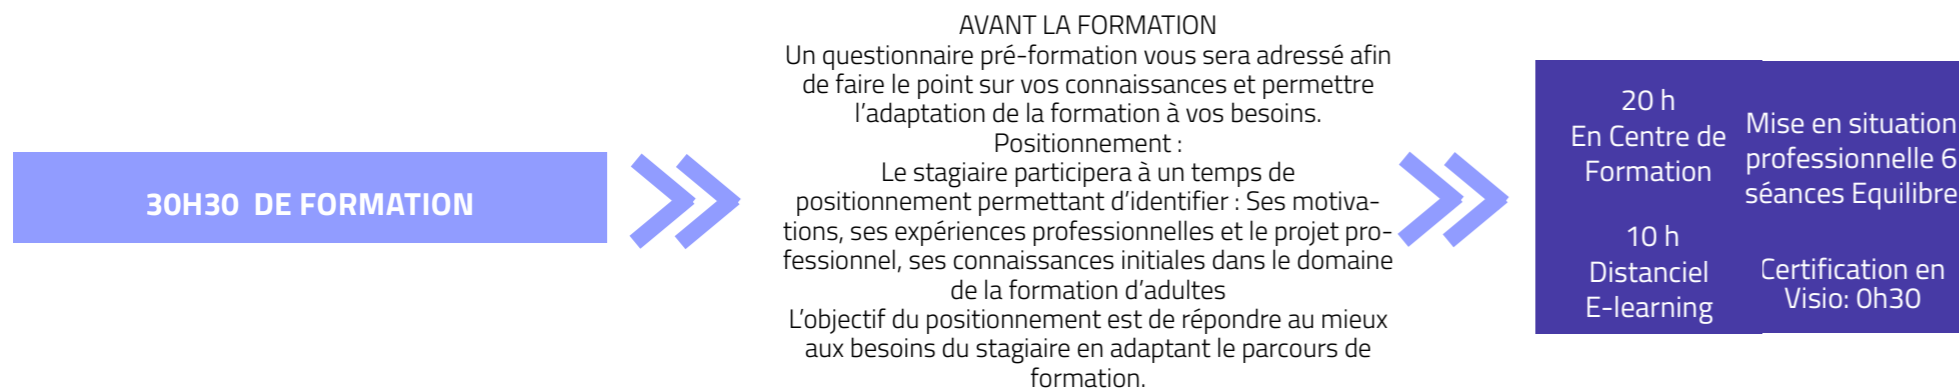 30H30 DE FORMATION
AVANT LA FORMATION
Un questionnaire pré-formation vous sera adressé afin
de faire le point sur vos connaissances et permettre
l’adaptation de la formation à vos besoins.
Positionnement :
Le stagiaire participera à un temps de
positionnement permettant d’identifier : Ses motiva-
tions, ses expériences professionnelles et le projet pro-
fessionnel, ses connaissances initiales dans le domaine
de la formation d’adultes
L’objectif du positionnement est de répondre au mieux
aux besoins du stagiaire en adaptant le parcours de
formation.
20 h
En Centre de
Formation
10 h
Distanciel
E-learning
Mise en situation
professionnelle 6
séances Equilibre
Certification en
Visio: 0h30